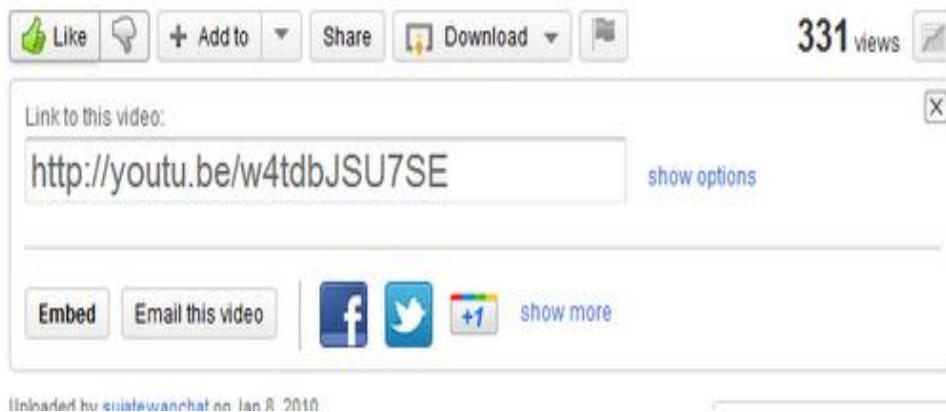 Like Add to Share Download 331 views
Link to this video:
http://youtu.be/w4tdbJSU7SE show options
Embed Email this video f +1 show more
Uploaded by sujatewanchat on Jan 8, 2010